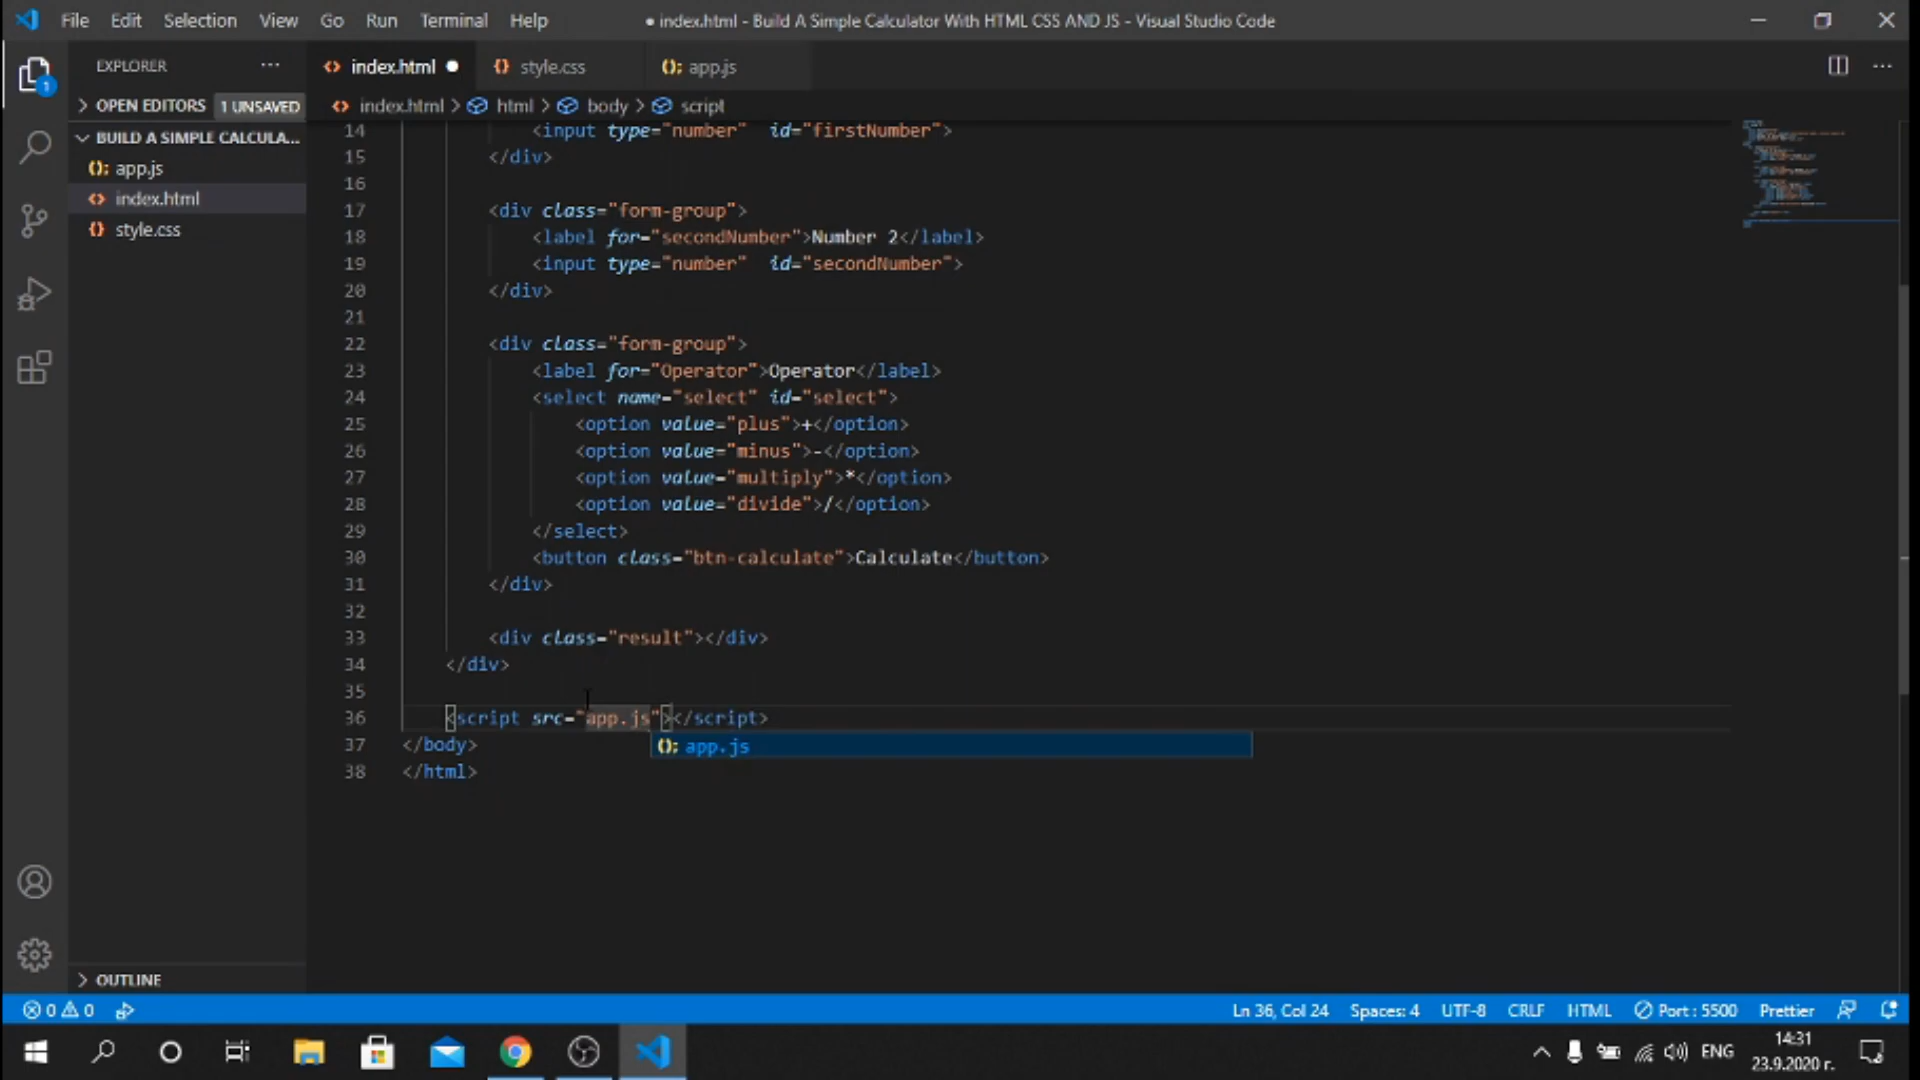 File Edit Selection View Go Run Terminal Help ● index.html - Build A Simple Calculator With HTML CSS AND JS - Visual Studio Code
EXPLORER ···
index.html ● style.css app.js
OPEN EDITORS 1 UNSAVED
BUILD A SIMPLE CALCULA...
app.js
index.html
style.css
index.html > html > body > script
14 <input type="number" id="firstNumber">
15 </div>
16
17 <div class="form-group">
18 <label for="secondNumber">Number 2</label>
19 <input type="number" id="secondNumber">
20 </div>
21
22 <div class="form-group">
23 <label for="Operator">Operator</label>
24 <select name="select" id="select">
25 <option value="plus">+</option>
26 <option value="minus">-</option>
27 <option value="multiply">*</option>
28 <option value="divide">/</option>
29 </select>
30 <button class="btn-calculate">Calculate</button>
31 </div>
32
33 <div class="result"></div>
34 </div>
35
36 <script src="app.js"></script>
37 </body>
38 </html>
app.js
OUTLINE
1
0 0 Ln 36, Col 24 Spaces: 4 UTF-8 CRLF HTML Port : 5500 Prettier
ENG 14:31
23.9.2020 г.